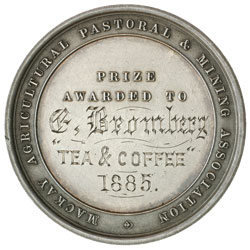 MACKAY AGRICULTURAL PASTORAL & MINING ASSOCIATION
PRIZE
AWARDED TO
E. Bromberg
"TEA & COFFEE"
1885.